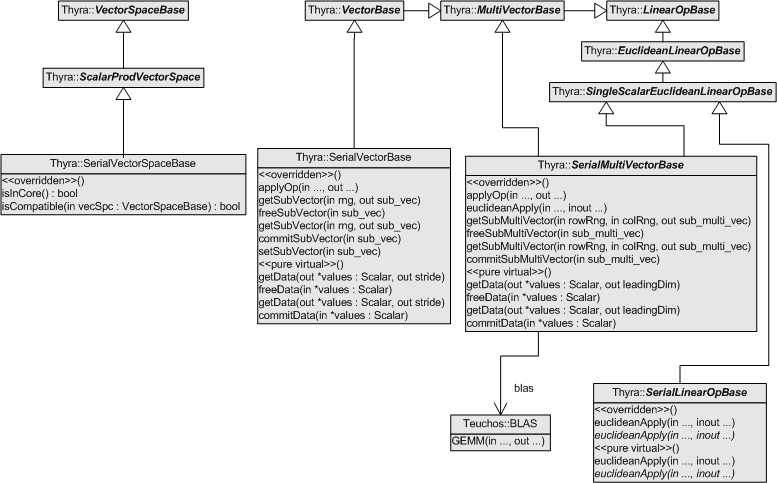 Thyra::VectorSpaceBase
Thyra::VectorBase
Thyra::MultiVectorBase
Thyra::LinearOpBase
Thyra::EuclideanLinearOpBase
Thyra::ScalarProdVectorSpace
Thyra::SingleScalarEuclideanLinearOpBase
Thyra::SerialVectorSpaceBase
<<overridden>>()
isInCore() : bool
isCompatible(in vecSpc : VectorSpaceBase) : bool
Thyra::SerialVectorBase
<<overridden>>()
applyOp(in ..., out ...)
getSubVector(in rng, out sub_vec)
freeSubVector(in sub_vec)
getSubVector(in rng, out sub_vec)
commitSubVector(in sub_vec)
setSubVector(in sub_vec)
<<pure virtual>>()
getData(out *values : Scalar, out stride)
freeData(in *values : Scalar)
getData(out *values : Scalar, out stride)
commitData(in *values : Scalar)
Thyra::SerialMultiVectorBase
<<overridden>>()
applyOp(in ..., out ...)
euclideanApply(in ..., inout ...)
getSubMultiVector(in rowRng, in colRng, out sub_multi_vec)
freeSubMultiVector(in sub_multi_vec)
getSubMultiVector(in rowRng, in colRng, out sub_multi_vec)
commitSubMultiVector(in sub_multi_vec)
<<pure virtual>>()
getData(out *values : Scalar, out leadingDim)
freeData(in *values : Scalar)
getData(out *values : Scalar, out leadingDim)
commitData(in *values : Scalar)
blas
Teuchos::BLAS
GEMM(in ..., out ...)
Thyra::SerialLinearOpBase
<<overridden>>()
euclideanApply(in ..., inout ...)
euclideanApply(in ..., inout ...)
<<pure virtual>>()
euclideanApply(in ..., inout ...)
euclideanApply(in ..., inout ...)